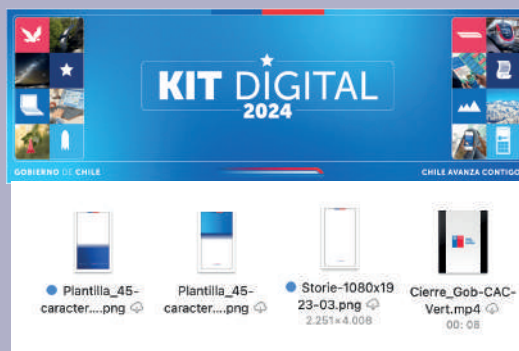 KIT DIGITAL
2024
GOBIERNO DE CHILE
CHILE AVANZA CONTIGO
Plantilla_45-
caracter....png
Plantilla_45-
caracter....png
Storie-1080x19
23-03.png
2.251×4.008
Cierre_Gob-CAC-
Vert.mp4
00:08